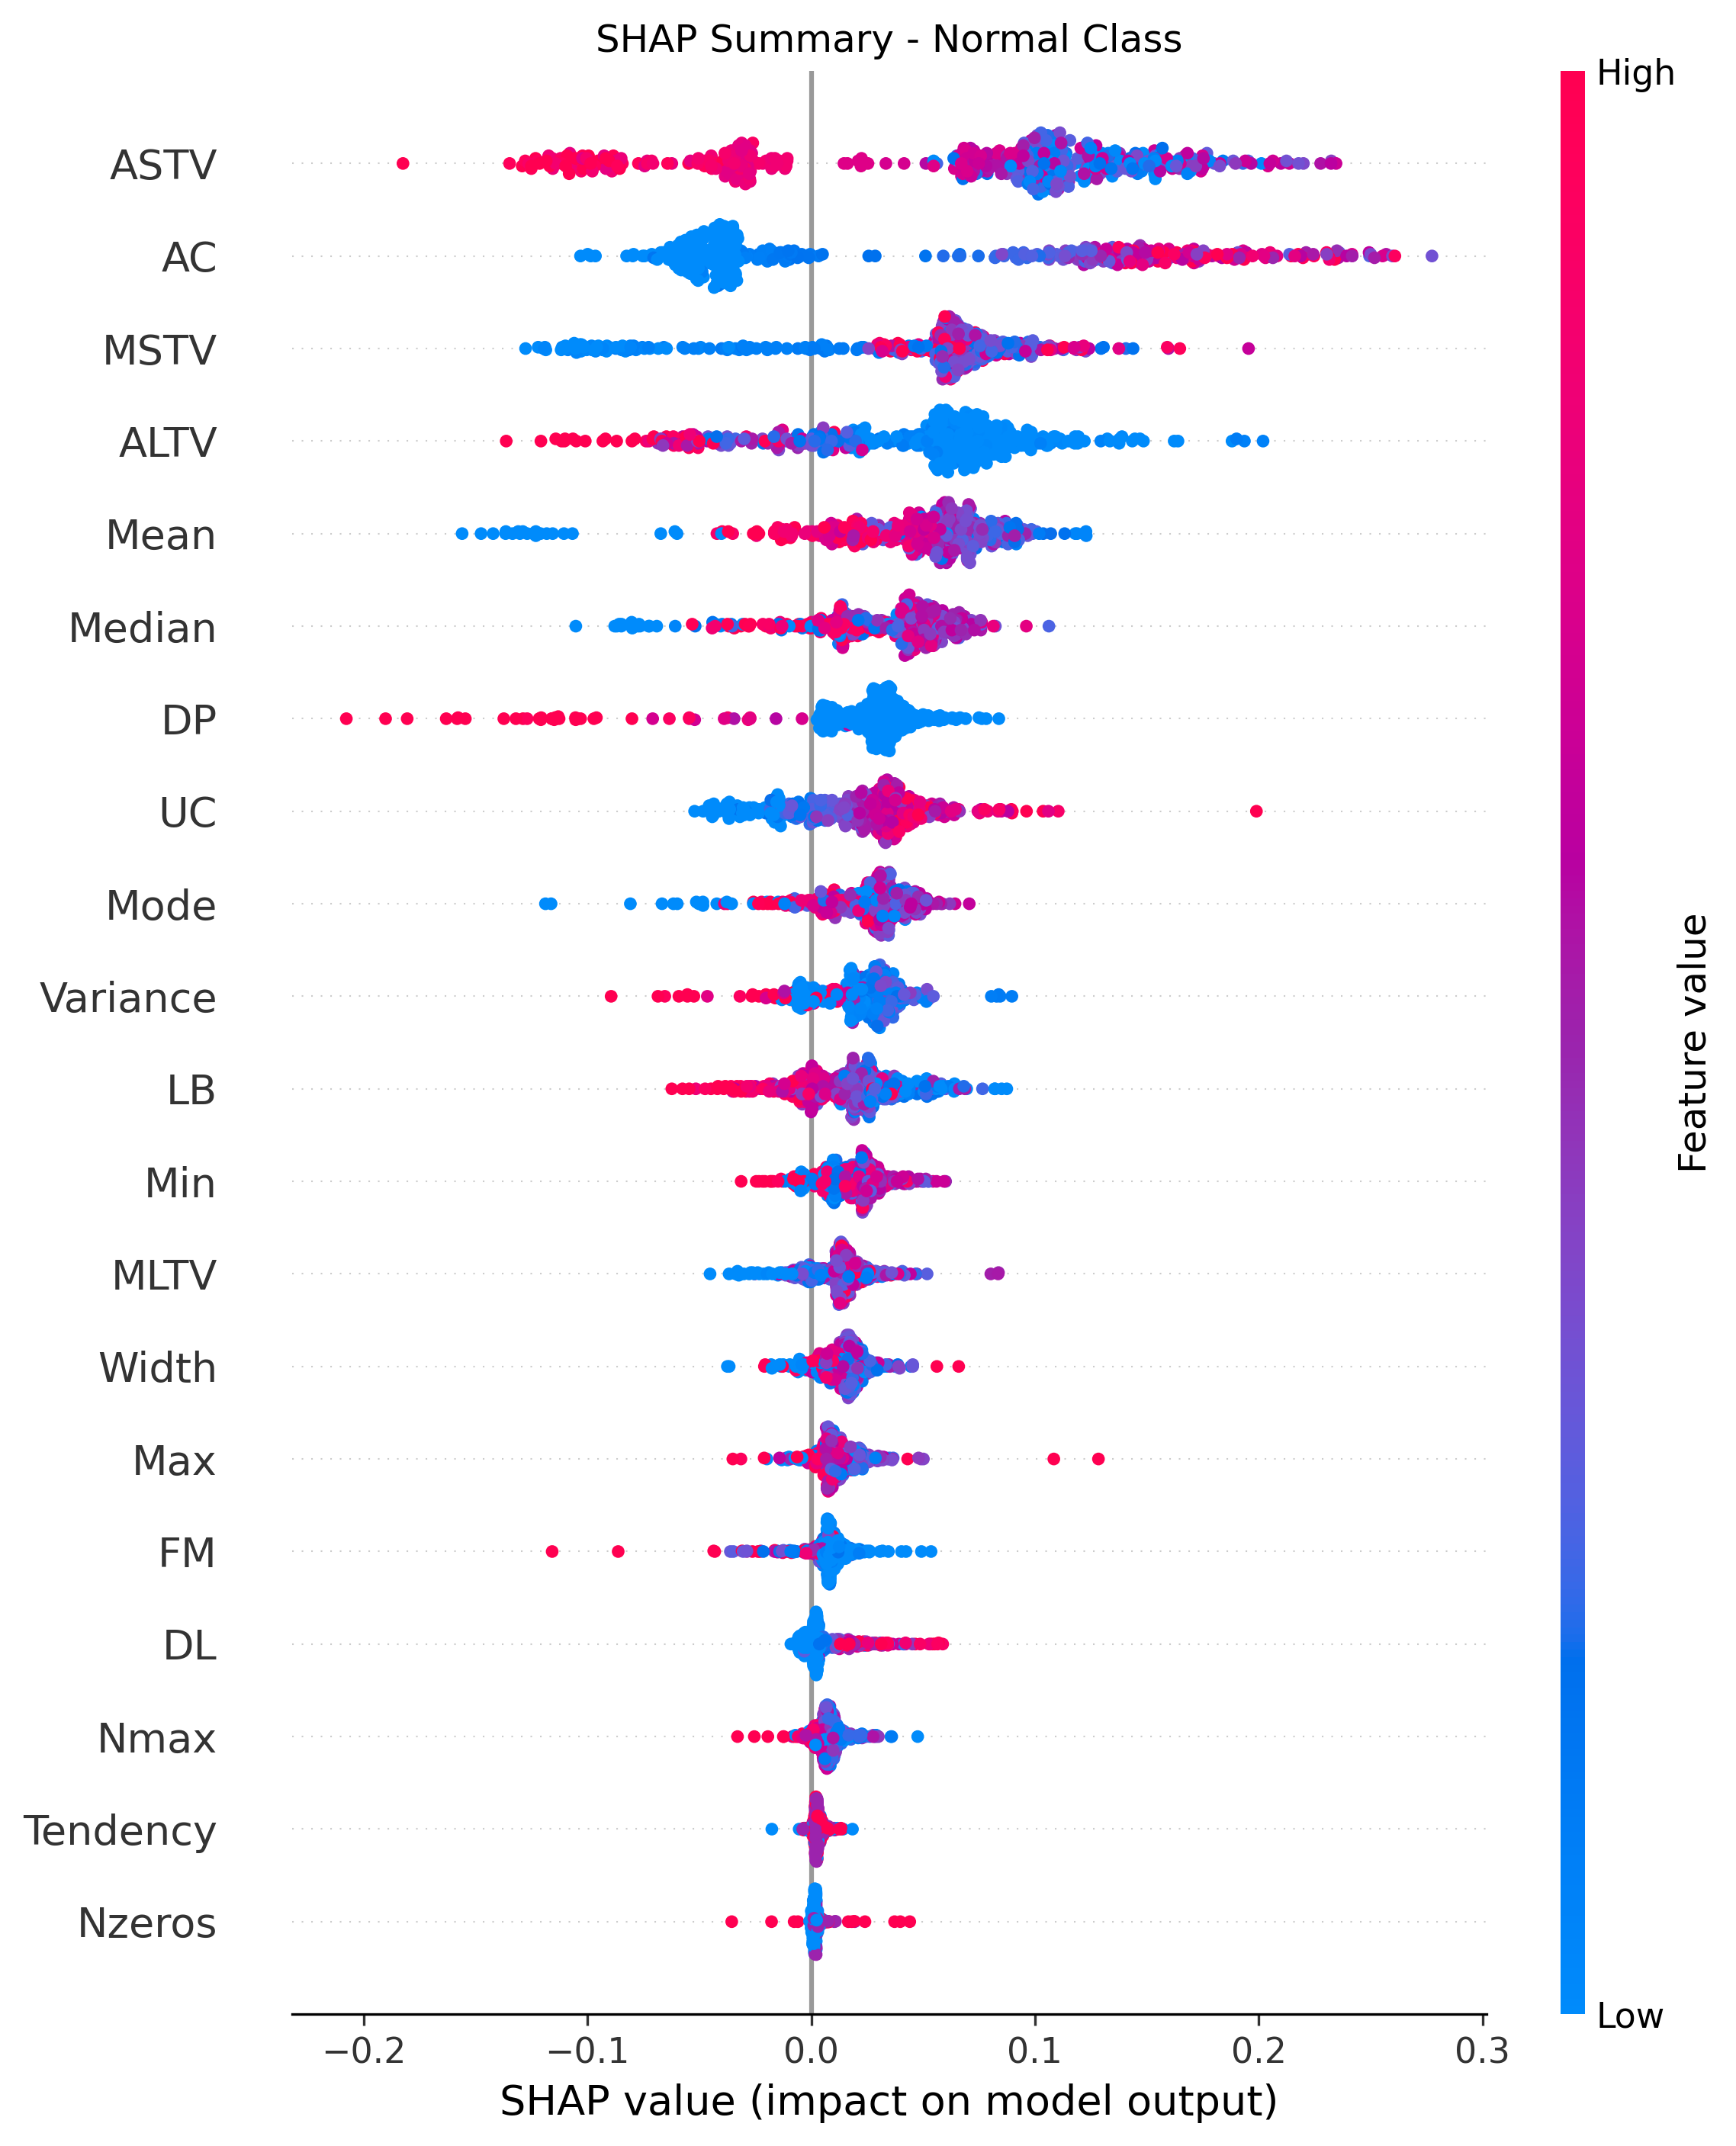 SHAP Summary - Normal Class
High
ASTV
AC
MSTV
ALTV
Mean
Median
DP
UC
Mode
Variance
LB
Min
MLTV
Width
Max
FM
DL
Nmax
Tendency
Nzeros
Feature value
Low
−0.2 −0.1 0.0 0.1 0.2 0.3
SHAP value (impact on model output)